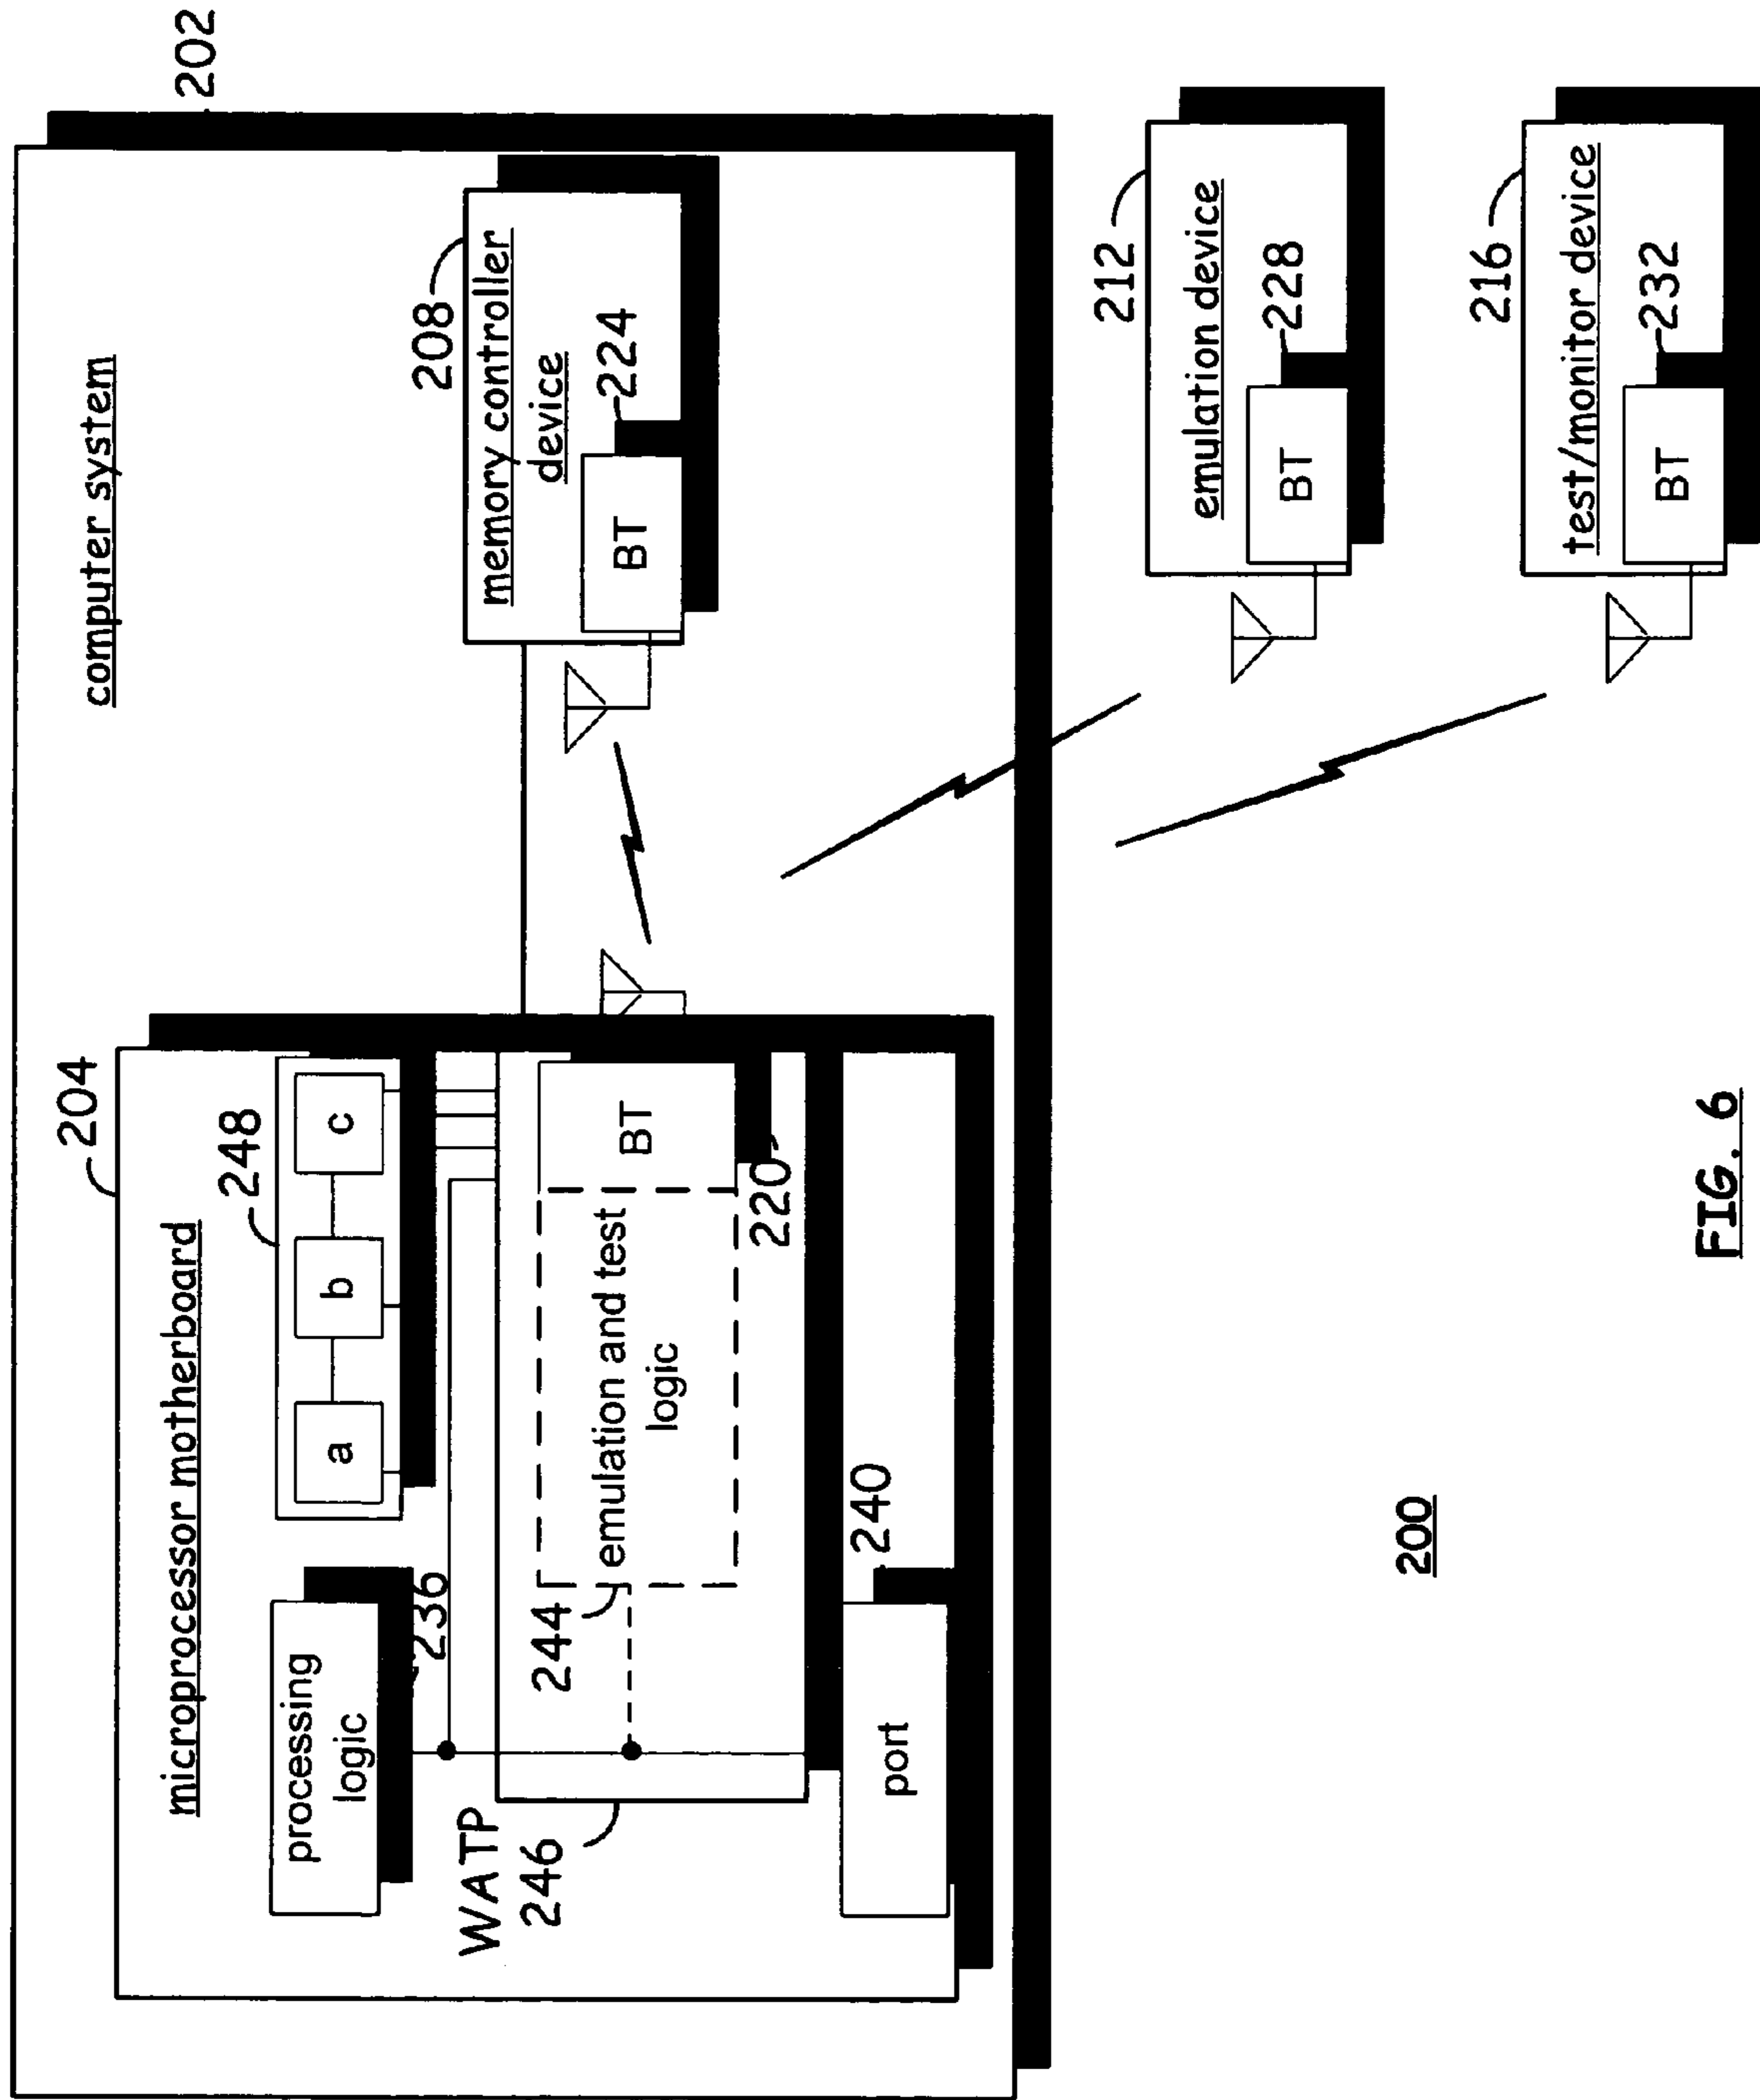 computer system
202
204
microprocessor motherboard
248
a
b
c
processing
logic
236
WATP
246
244
emulation and test
logic
BT
220
port
240
208
memory controller
device
BT
224
212
emulation device
BT
228
216
test/monitor device
BT
232
200
FIG. 6